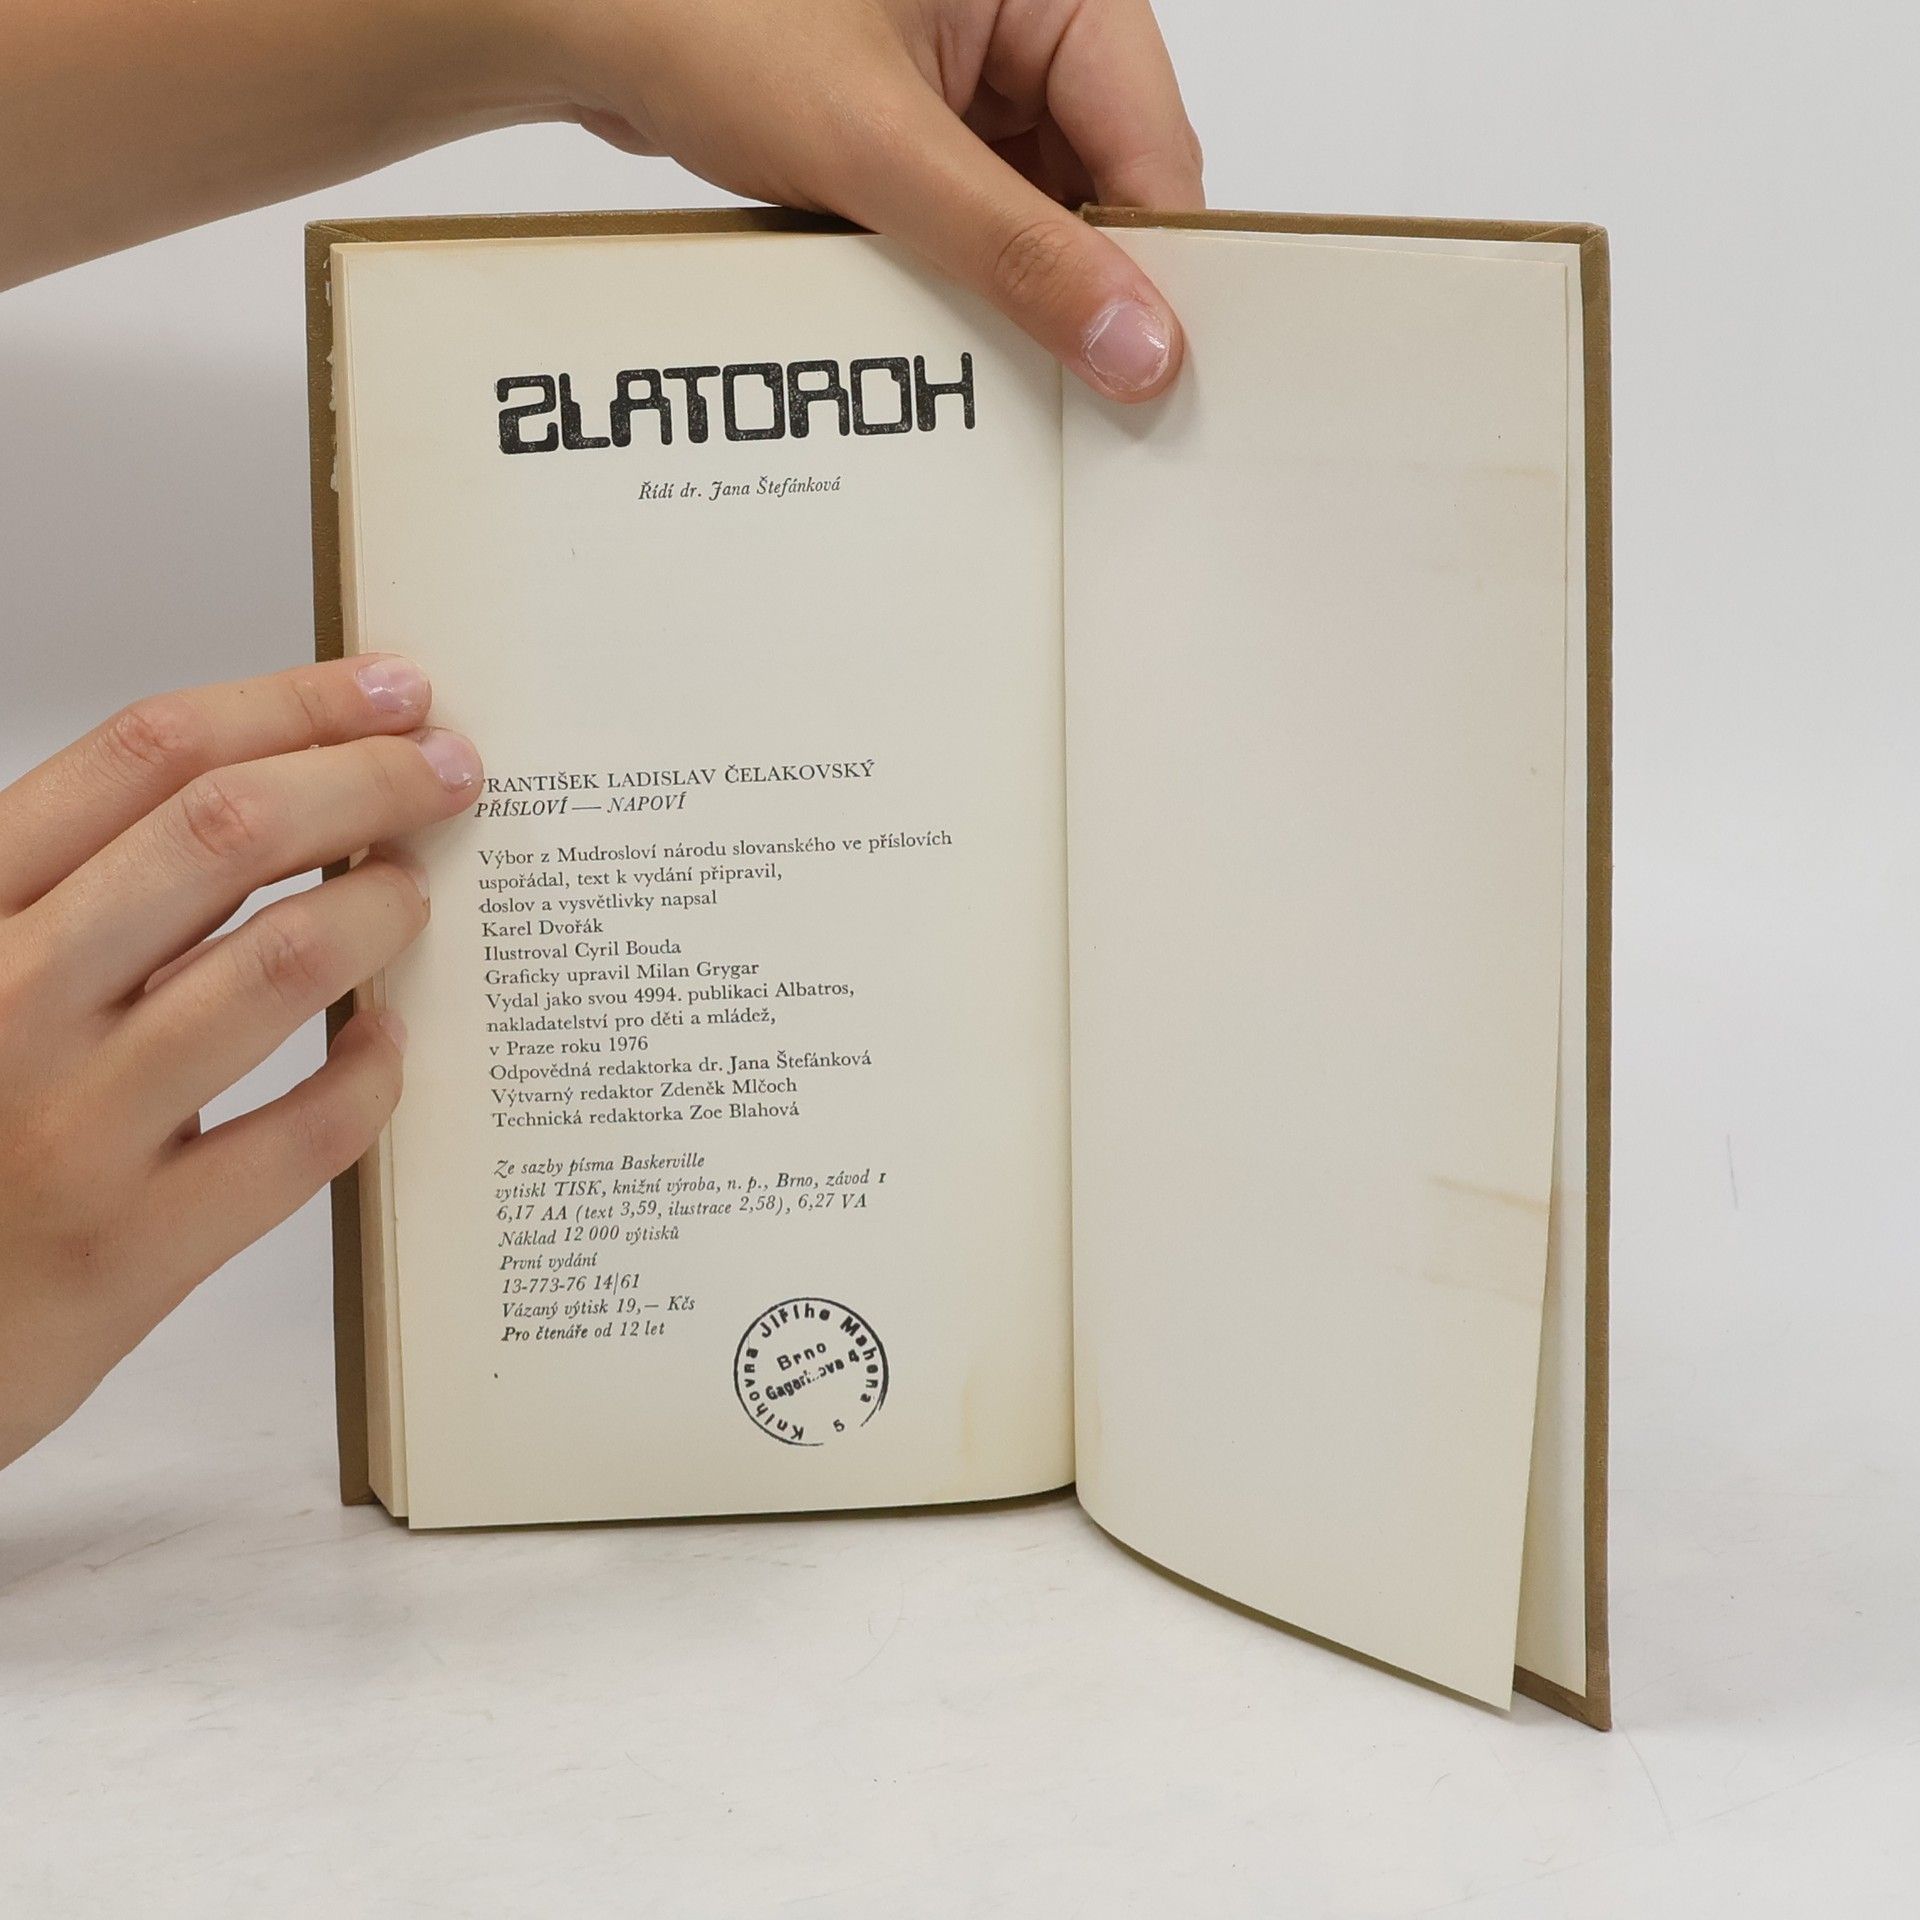 ZLATOROH
Řídí dr. Jana Štefánková
FRANTIŠEK LADISLAV ČELAKOVSKÝ
PŘÍSLOVÍ — NAPOVÍ
Výbor z Mudrosloví národu slovanského ve příslovích
uspořádal, text k vydání připravil,
doslov a vysvětlivky napsal
Karel Dvořák
Ilustroval Cyril Bouda
Graficky upravil Milan Grygar
Vydal jako svou 4994. publikaci Albatros,
nakladatelství pro děti a mládež,
v Praze roku 1976
Odpovědná redaktorka dr. Jana Štefánková
Výtvarný redaktor Zdeněk Mlčoch
Technická redaktorka Zoe Blahová
Ze sazby písma Baskerville
vytiskl TISK, knižní výroba, n. p., Brno, závod 1
6,17 AA (text 3,59, ilustrace 2,58), 6,27 VA
Náklad 12 000 výtisků
První vydání
13-773-76 14/61
Vázaný výtisk 19,— Kčs
Pro čtenáře od 12 let
Knihovna Jiřího Mahena
Brno
4
5